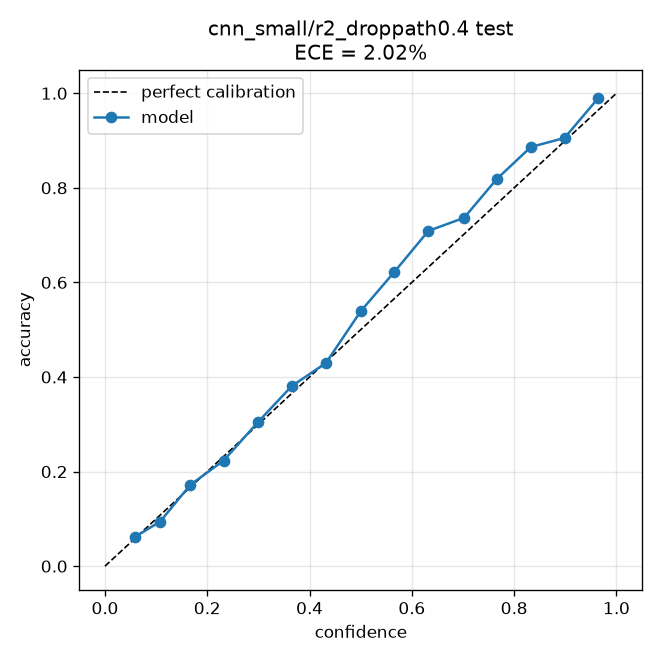 cnn_small/r2_droppath0.4 test
ECE = 2.02%
perfect calibration
model
1.0
0.8
0.6
0.4
0.2
0.0
accuracy
0.0 0.2 0.4 0.6 0.8 1.0
confidence